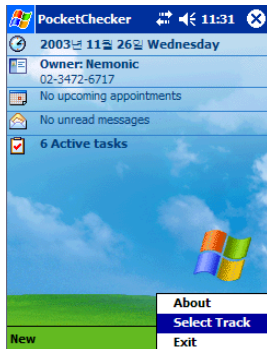 PocketChecker 11:31
2003년 11월 26일 Wednesday
Owner: Nemonic
02-3472-6717
No upcoming appointments
No unread messages
6 Active tasks
About
Select Track
New Exit